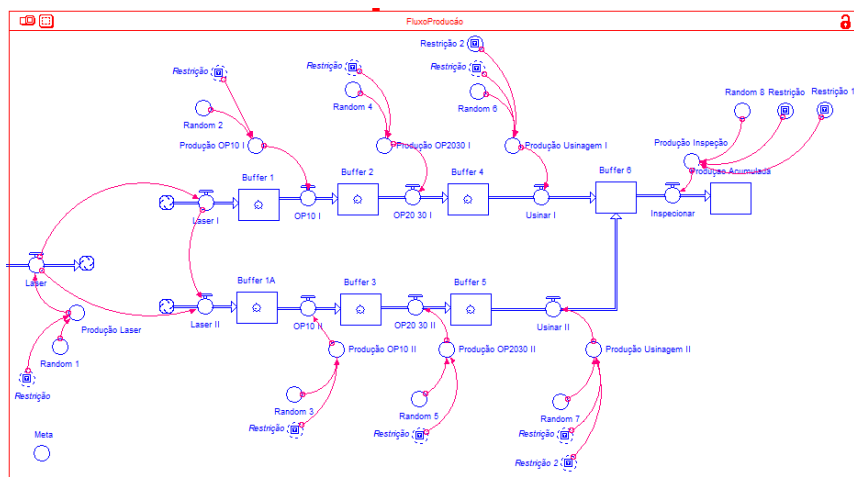 FluxoProdução
Restrição 2
Restrição
Restrição
Restrição
Random 2
Random 4
Random 6
Random 8
Restrição
Restrição 1
Produção OP10 I
Produção OP2030 I
Produção Usinagem I
Produção Inspeção
Produção Acumulada
Buffer 1
Buffer 2
Buffer 4
Buffer 6
Laser I
OP10 I
OP20 30 I
Usinar I
Inspecionar
Laser
Buffer 1A
Buffer 3
Buffer 5
Laser II
OP10 II
OP20 30 II
Usinar II
Produção Laser
Produção OP10 II
Produção OP2030 II
Produção Usinagem II
Random 1
Restrição
Random 3
Random 5
Random 7
Restrição
Restrição
Restrição
Restrição 2
Meta